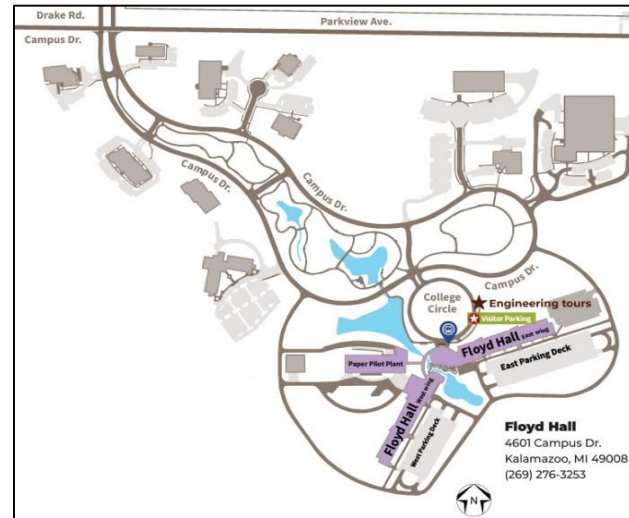 Drake Rd.
Parkview Ave.
Campus Dr.
Campus Dr.
Campus Dr.
Campus Dr.
College
Circle
Engineering tours
Visitor Parking
Floyd Hall East wing
East Parking Deck
Paper Pilot Plant
Floyd Hall West wing
West Parking Deck
Floyd Hall
4601 Campus Dr.
Kalamazoo, MI 49008
(269) 276-3253
N